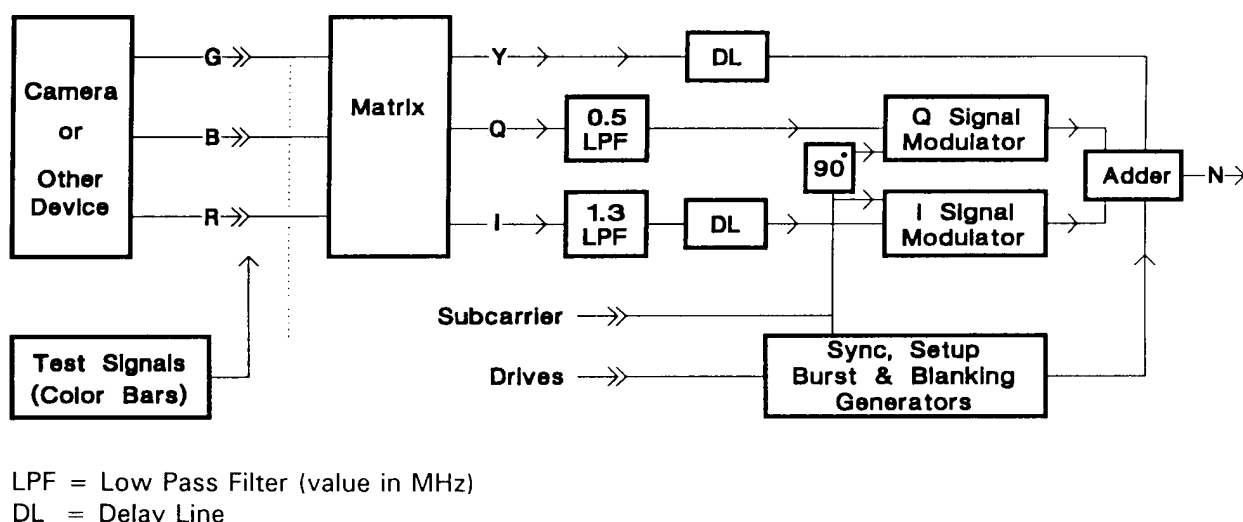 Camera
or
Other
Device
G
B
R
Matrix
Y
Q
I
DL
0.5
LPF
1.3
LPF
DL
90°
Q Signal
Modulator
I Signal
Modulator
Adder
N
Subcarrier
Drives
Sync, Setup
Burst & Blanking
Generators
Test Signals
(Color Bars)
LPF = Low Pass Filter (value in MHz)
DL = Delay Line